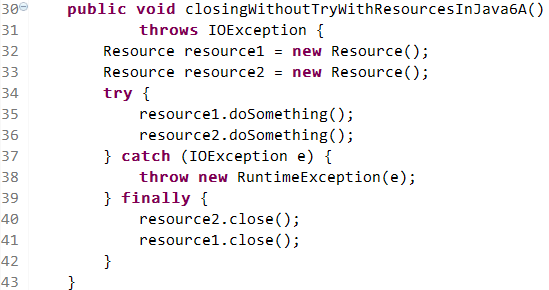 30 public void closingWithoutTryWithResourcesInJava6A()
31         throws IOException {
32     Resource resource1 = new Resource();
33     Resource resource2 = new Resource();
34     try {
35         resource1.doSomething();
36         resource2.doSomething();
37     } catch (IOException e) {
38         throw new RuntimeException(e);
39     } finally {
40         resource2.close();
41         resource1.close();
42     }
43 }